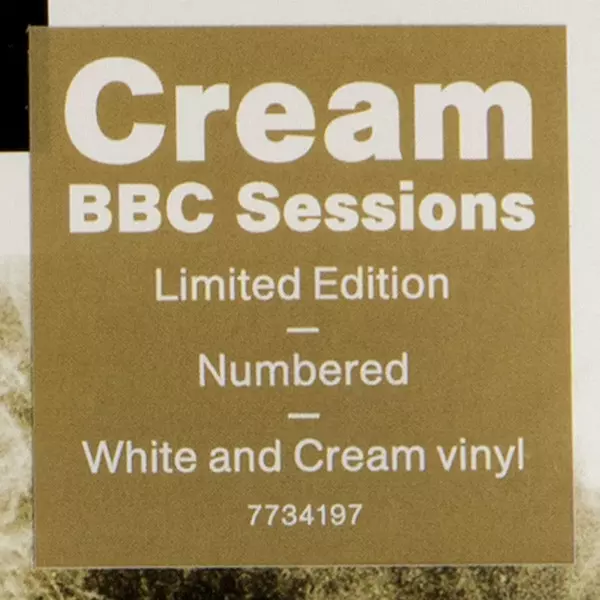 Cream
BBC Sessions
Limited Edition
—
Numbered
—
White and Cream vinyl
7734197